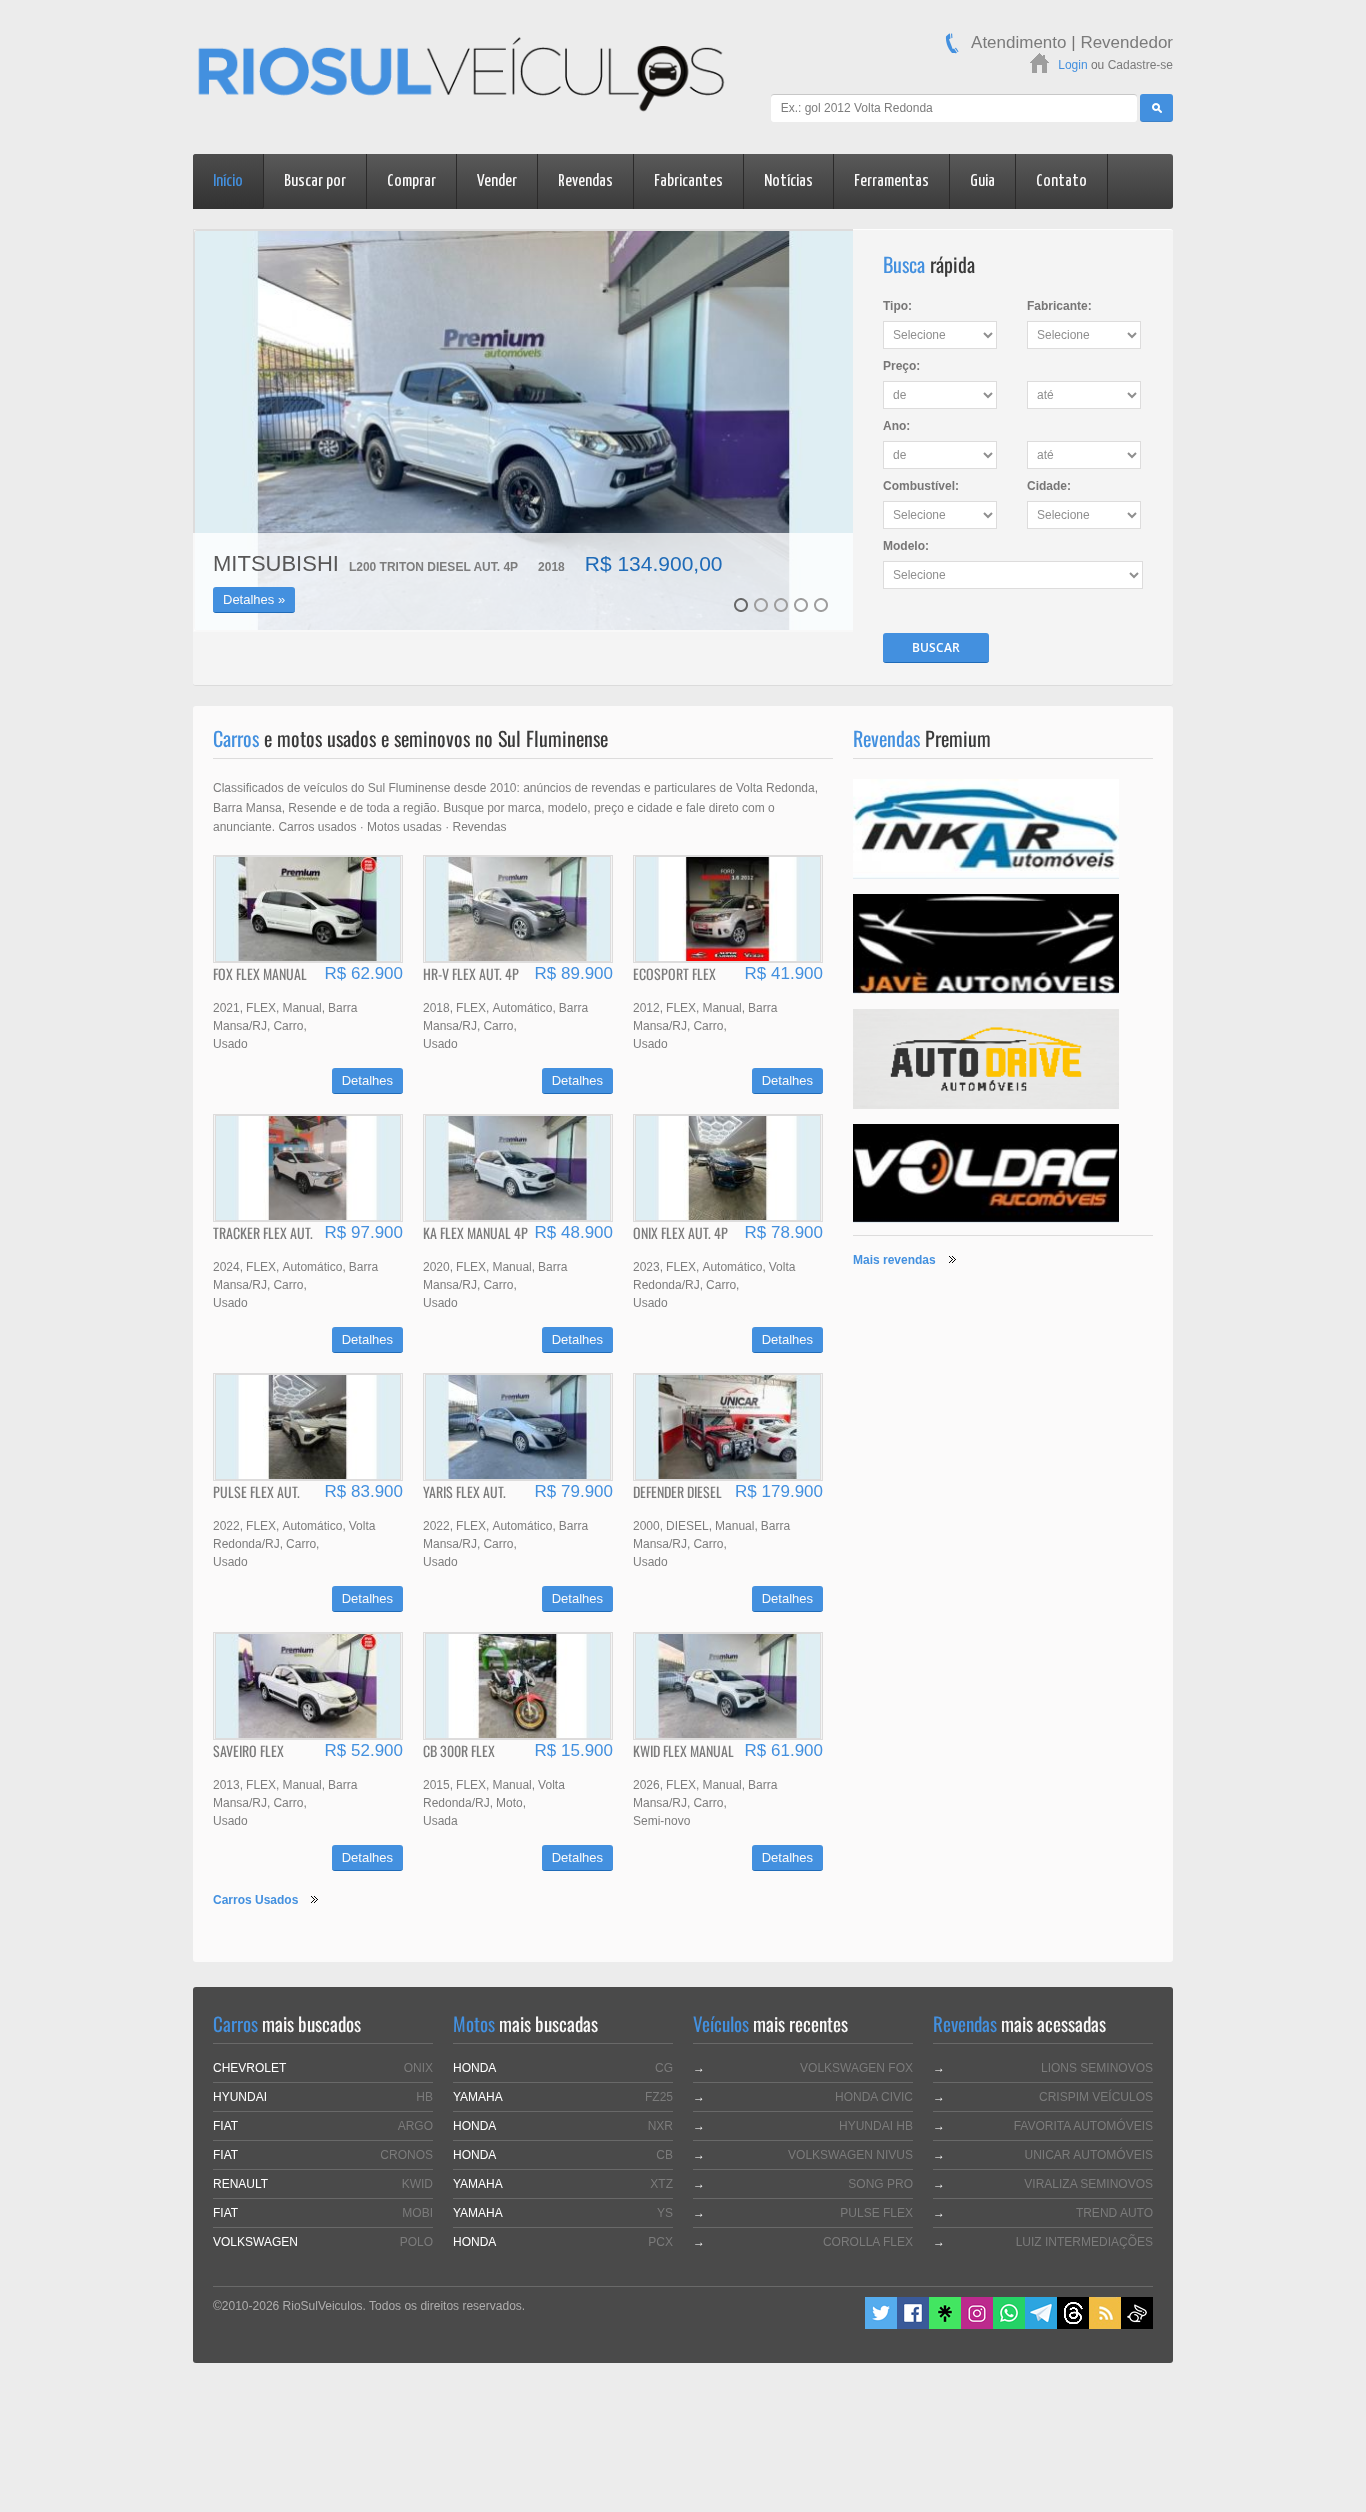 RIOSULVEÍCULOS
Atendimento | Revendedor
Login ou Cadastre-se
Ex.: gol 2012 Volta Redonda
Início
Buscar por
Comprar
Vender
Revendas
Fabricantes
Notícias
Ferramentas
Guia
Contato
Premium
automóveis
MITSUBISHI L200 TRITON DIESEL AUT. 4P 2018 R$ 134.900,00
Detalhes »
Busca rápida
Tipo: Fabricante:
Selecione Selecione
Preço:
de até
Ano:
de até
Combustível: Cidade:
Selecione Selecione
Modelo:
Selecione
BUSCAR
Carros e motos usados e seminovos no Sul Fluminense
Classificados de veículos do Sul Fluminense desde 2010: anúncios de revendas e particulares de Volta Redonda,
Barra Mansa, Resende e de toda a região. Busque por marca, modelo, preço e cidade e fale direto com o
anunciante. Carros usados · Motos usadas · Revendas
Premium
Premium
FORD
1.6 2012
FOX FLEX MANUAL R$ 62.900
2021, FLEX, Manual, Barra
Mansa/RJ, Carro,
Usado
Detalhes
HR-V FLEX AUT. 4P R$ 89.900
2018, FLEX, Automático, Barra
Mansa/RJ, Carro,
Usado
Detalhes
ECOSPORT FLEX R$ 41.900
2012, FLEX, Manual, Barra
Mansa/RJ, Carro,
Usado
Detalhes
Premium
TRACKER FLEX AUT. R$ 97.900
2024, FLEX, Automático, Barra
Mansa/RJ, Carro,
Usado
Detalhes
KA FLEX MANUAL 4P R$ 48.900
2020, FLEX, Manual, Barra
Mansa/RJ, Carro,
Usado
Detalhes
ONIX FLEX AUT. 4P R$ 78.900
2023, FLEX, Automático, Volta
Redonda/RJ, Carro,
Usado
Detalhes
Premium
UNICAR
PULSE FLEX AUT. R$ 83.900
2022, FLEX, Automático, Volta
Redonda/RJ, Carro,
Usado
Detalhes
YARIS FLEX AUT. R$ 79.900
2022, FLEX, Automático, Barra
Mansa/RJ, Carro,
Usado
Detalhes
DEFENDER DIESEL R$ 179.900
2000, DIESEL, Manual, Barra
Mansa/RJ, Carro,
Usado
Detalhes
Premium
Premium
SAVEIRO FLEX R$ 52.900
2013, FLEX, Manual, Barra
Mansa/RJ, Carro,
Usado
Detalhes
CB 300R FLEX R$ 15.900
2015, FLEX, Manual, Volta
Redonda/RJ, Moto,
Usada
Detalhes
KWID FLEX MANUAL R$ 61.900
2026, FLEX, Manual, Barra
Mansa/RJ, Carro,
Semi-novo
Detalhes
Carros Usados
Revendas Premium
INKAR Automóveis
JAVÈ AUTOMÓVEIS
AUTODRIVE
AUTOMÓVEIS
VOLDAC
AUTOMÓVEIS
Mais revendas
Carros mais buscados
CHEVROLET ONIX
HYUNDAI HB
FIAT ARGO
FIAT CRONOS
RENAULT KWID
FIAT MOBI
VOLKSWAGEN POLO
Motos mais buscadas
HONDA CG
YAMAHA FZ25
HONDA NXR
HONDA CB
YAMAHA XTZ
YAMAHA YS
HONDA PCX
Veículos mais recentes
→ VOLKSWAGEN FOX
→ HONDA CIVIC
→ HYUNDAI HB
→ VOLKSWAGEN NIVUS
→ SONG PRO
→ PULSE FLEX
→ COROLLA FLEX
Revendas mais acessadas
→ LIONS SEMINOVOS
→ CRISPIM VEÍCULOS
→ FAVORITA AUTOMÓVEIS
→ UNICAR AUTOMÓVEIS
→ VIRALIZA SEMINOVOS
→ TREND AUTO
→ LUIZ INTERMEDIAÇÕES
©2010-2026 RioSulVeiculos. Todos os direitos reservados.